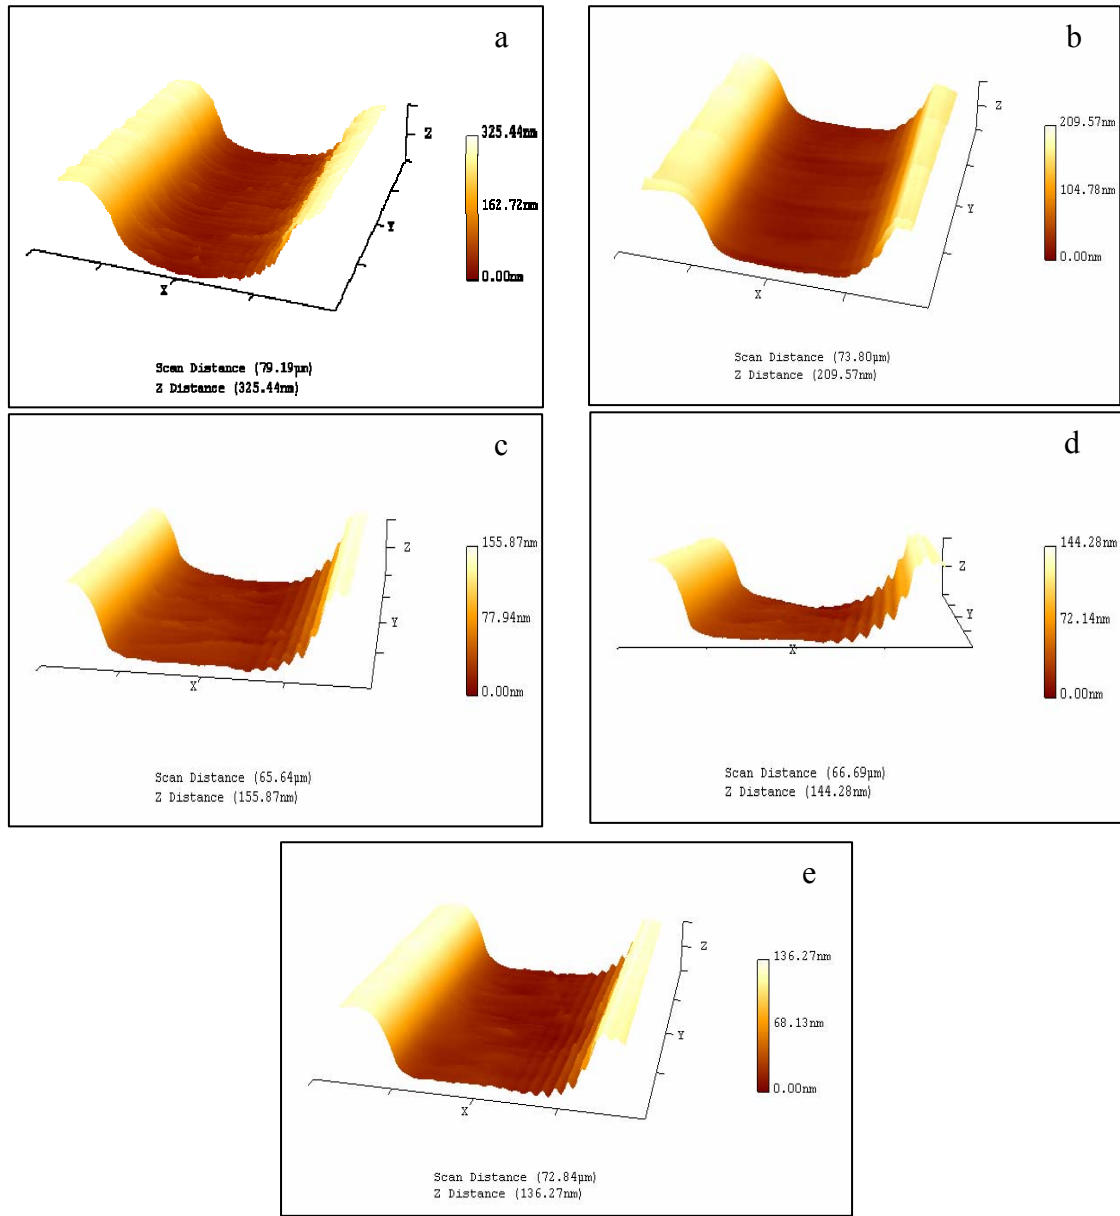 a
Z
325.44nm
162.72nm
Y
0.00nm
X
Scan Distance (79.19µm)
Z Distance (325.44nm)
b
Z
209.57nm
104.78nm
Y
0.00nm
X
Scan Distance (73.80µm)
Z Distance (209.57nm)
c
Z
155.87nm
77.94nm
Y
0.00nm
X
Scan Distance (65.64µm)
Z Distance (155.87nm)
d
144.28nm
Z
72.14nm
Y
X
0.00nm
Scan Distance (66.69µm)
Z Distance (144.28nm)
e
Z
136.27nm
68.13nm
Y
0.00nm
X
Scan Distance (72.84µm)
Z Distance (136.27nm)